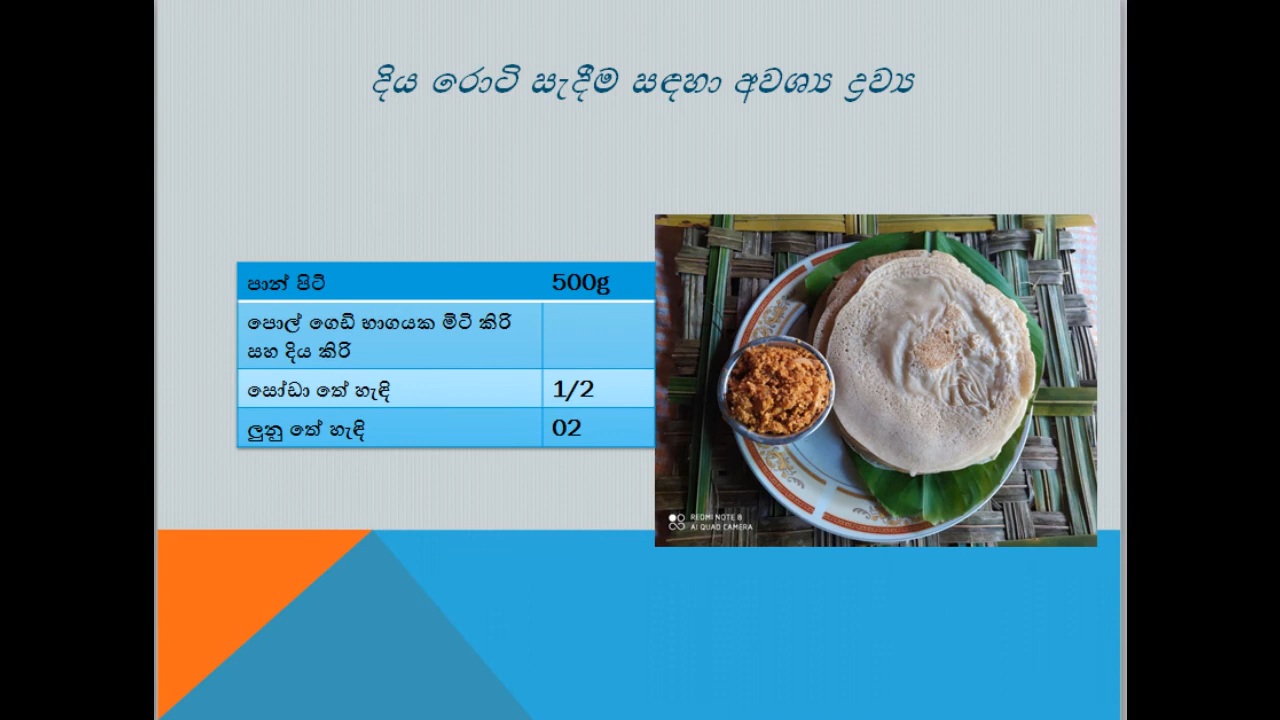 දිය රොටි සැදීම සඳහා අවශ්‍ය ද්‍රව්‍ය
පාන් පිටි 500g
පොල් ගෙඩි භාගයක මිටි කිරි
සහ දිය කිරි
සෝඩා තේ හැඳි 1/2
ලුනු තේ හැඳි 02
REDMI NOTE 8
AI QUAD CAMERA